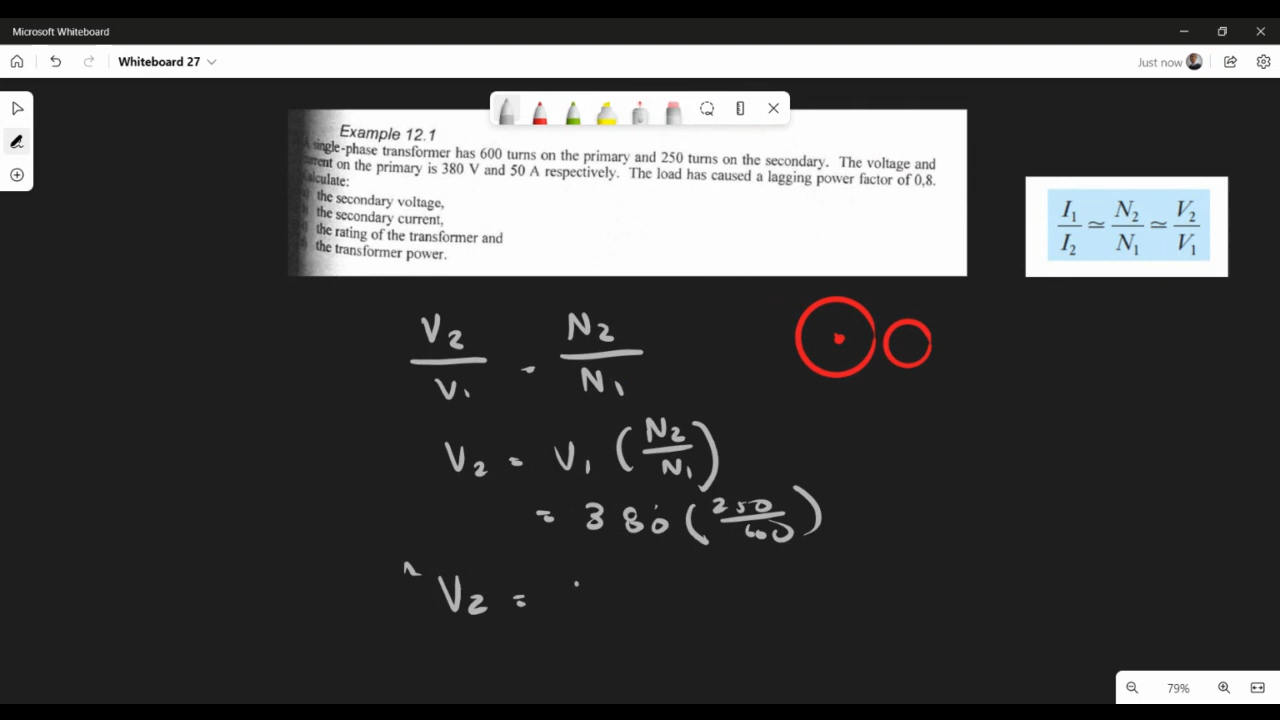 Microsoft Whiteboard
Whiteboard 27
Just now
Example 12.1
single-phase transformer has 600 turns on the primary and 250 turns on the secondary. The voltage and
on the primary is 380 V and 50 A respectively. The load has caused a lagging power factor of 0,8.
the secondary voltage,
the secondary current,
the rating of the transformer and
the transformer power.
I₁/I₂ ≃ N₂/N₁ ≃ V₂/V₁
V₂/V₁ = N₂/N₁
V₂ = V₁ (N₂/N₁)
= 380 (250/600)
V₂ =
79%